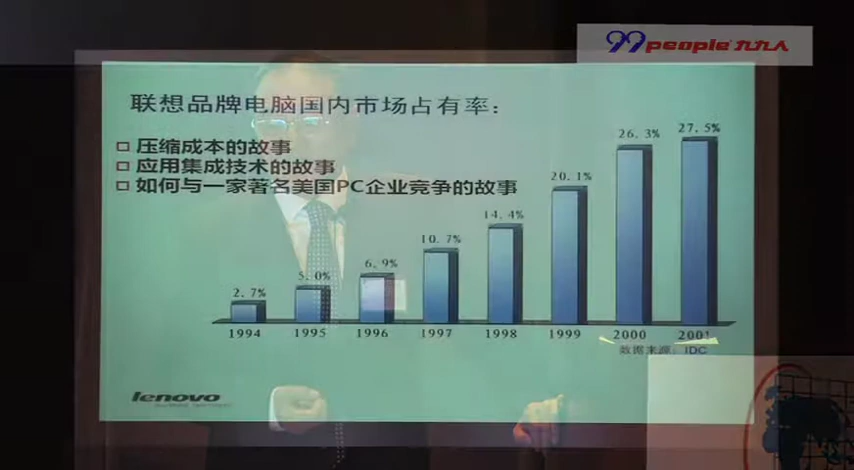 99people 九九人
联想品牌电脑国内市场占有率：
压缩成本的故事
应用集成技术的故事
如何与一家著名美国PC企业竞争的故事
2.7%
5.0%
6.9%
10.7%
14.4%
20.1%
26.3%
27.5%
1994
1995
1996
1997
1998
1999
2000
2001
数据来源：IDC
lenovo